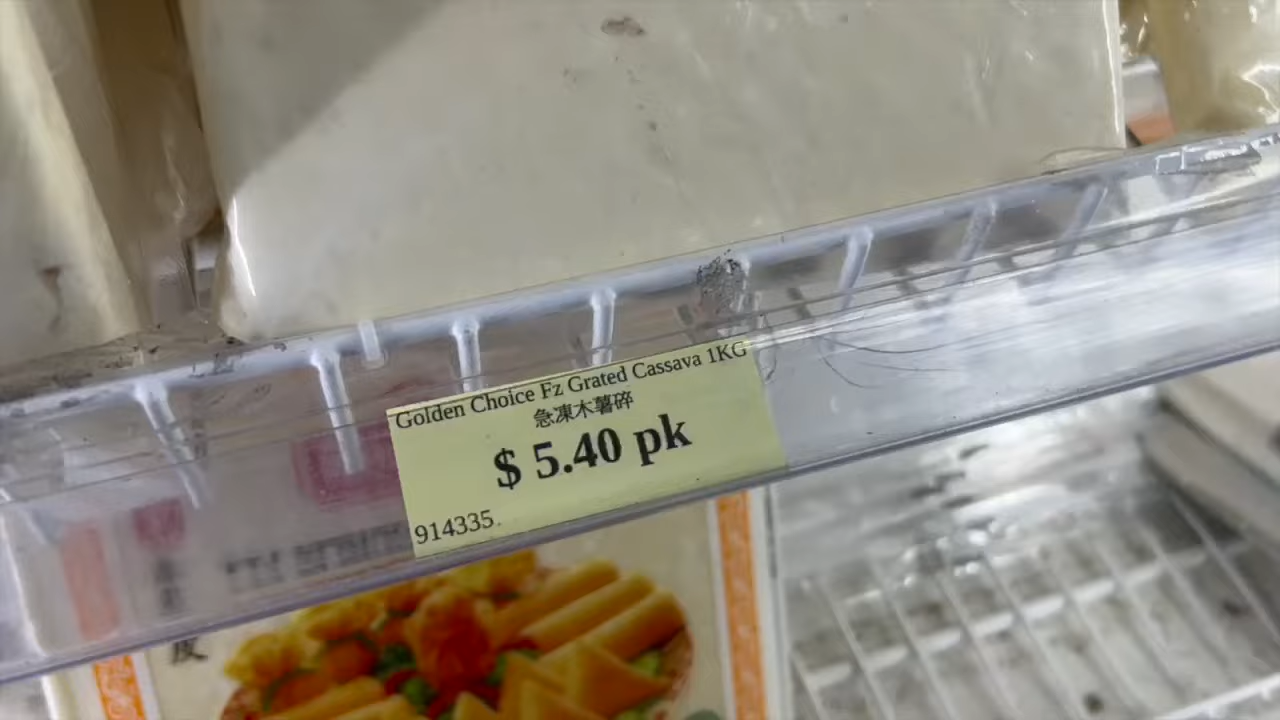 Golden Choice Fz Grated Cassava 1KG
急凍木薯碎
$ 5.40 pk
914335.